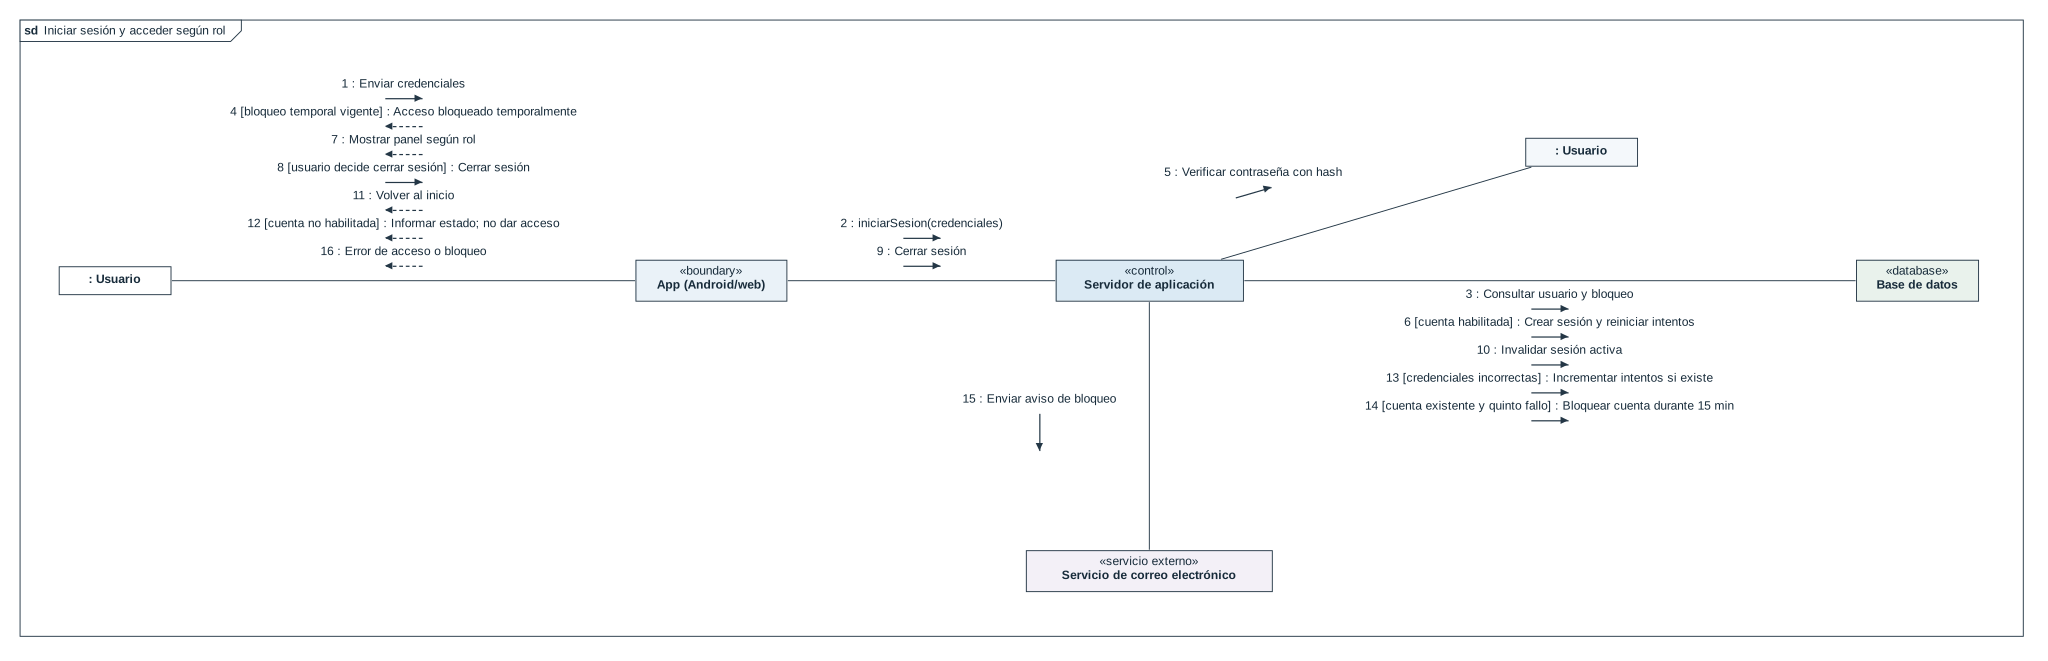 sd Iniciar sesión y acceder según rol
1 : Enviar credenciales
4 [bloqueo temporal vigente] : Acceso bloqueado temporalmente
7 : Mostrar panel según rol
8 [usuario decide cerrar sesión] : Cerrar sesión
11 : Volver al inicio
12 [cuenta no habilitada] : Informar estado; no dar acceso
16 : Error de acceso o bloqueo
: Usuario
«boundary»
App (Android/web)
2 : iniciarSesion(credenciales)
9 : Cerrar sesión
«control»
Servidor de aplicación
5 : Verificar contraseña con hash
: Usuario
«database»
Base de datos
3 : Consultar usuario y bloqueo
6 [cuenta habilitada] : Crear sesión y reiniciar intentos
10 : Invalidar sesión activa
13 [credenciales incorrectas] : Incrementar intentos si existe
14 [cuenta existente y quinto fallo] : Bloquear cuenta durante 15 min
15 : Enviar aviso de bloqueo
«servicio externo»
Servicio de correo electrónico